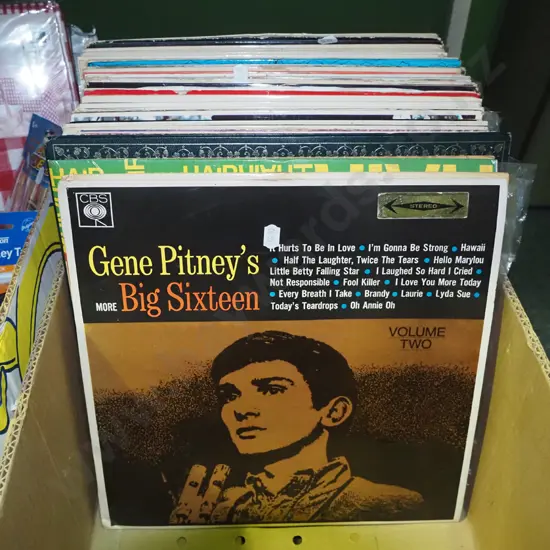 CBS
STEREO
Gene Pitney's
MORE Big Sixteen
It Hurts To Be In Love • I'm Gonna Be Strong • Hawaii
• Half The Laughter, Twice The Tears • Hello Marylou
Little Betty Falling Star • I Laughed So Hard I Cried •
Not Responsible • Fool Killer • I Love You More Today
• Every Breath I Take • Brandy • Laurie • Lyda Sue •
Today's Teardrops • Oh Annie Oh
VOLUME
TWO